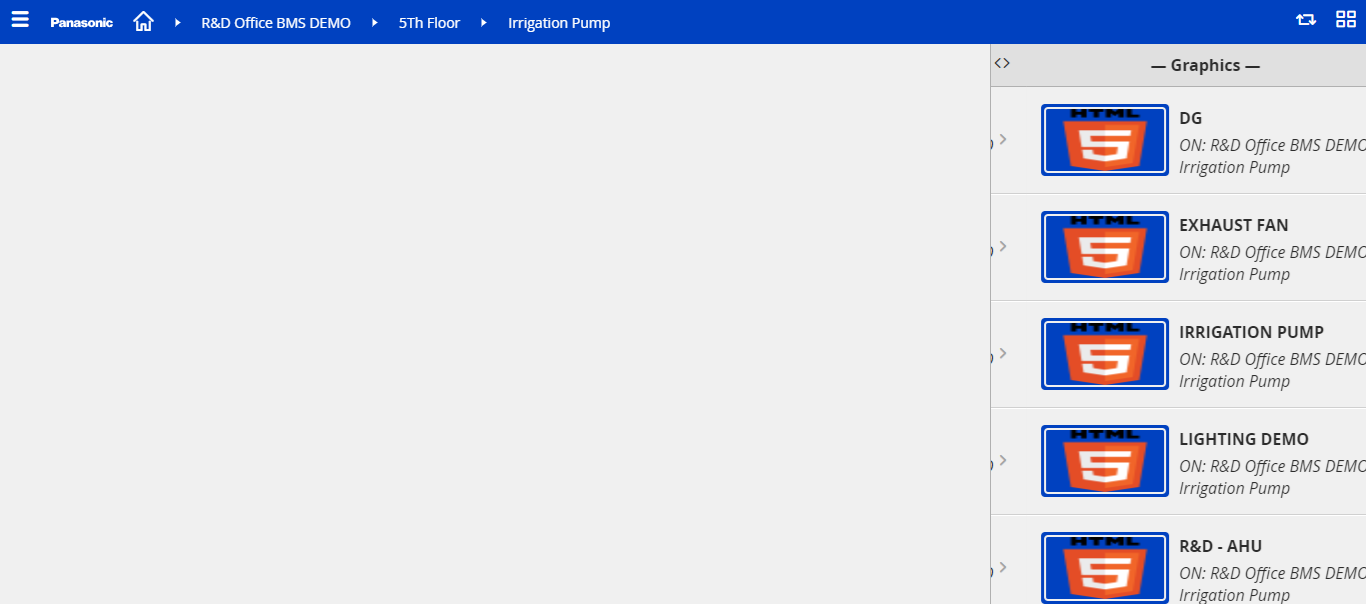 Panasonic R&D Office BMS DEMO 5Th Floor Irrigation Pump
— Graphics —
HTML
5
DG
ON: R&D Office BMS DEMO
Irrigation Pump
HTML
5
EXHAUST FAN
ON: R&D Office BMS DEMO
Irrigation Pump
HTML
5
IRRIGATION PUMP
ON: R&D Office BMS DEMO
Irrigation Pump
HTML
5
LIGHTING DEMO
ON: R&D Office BMS DEMO
Irrigation Pump
HTML
5
R&D - AHU
ON: R&D Office BMS DEMO
Irrigation Pump